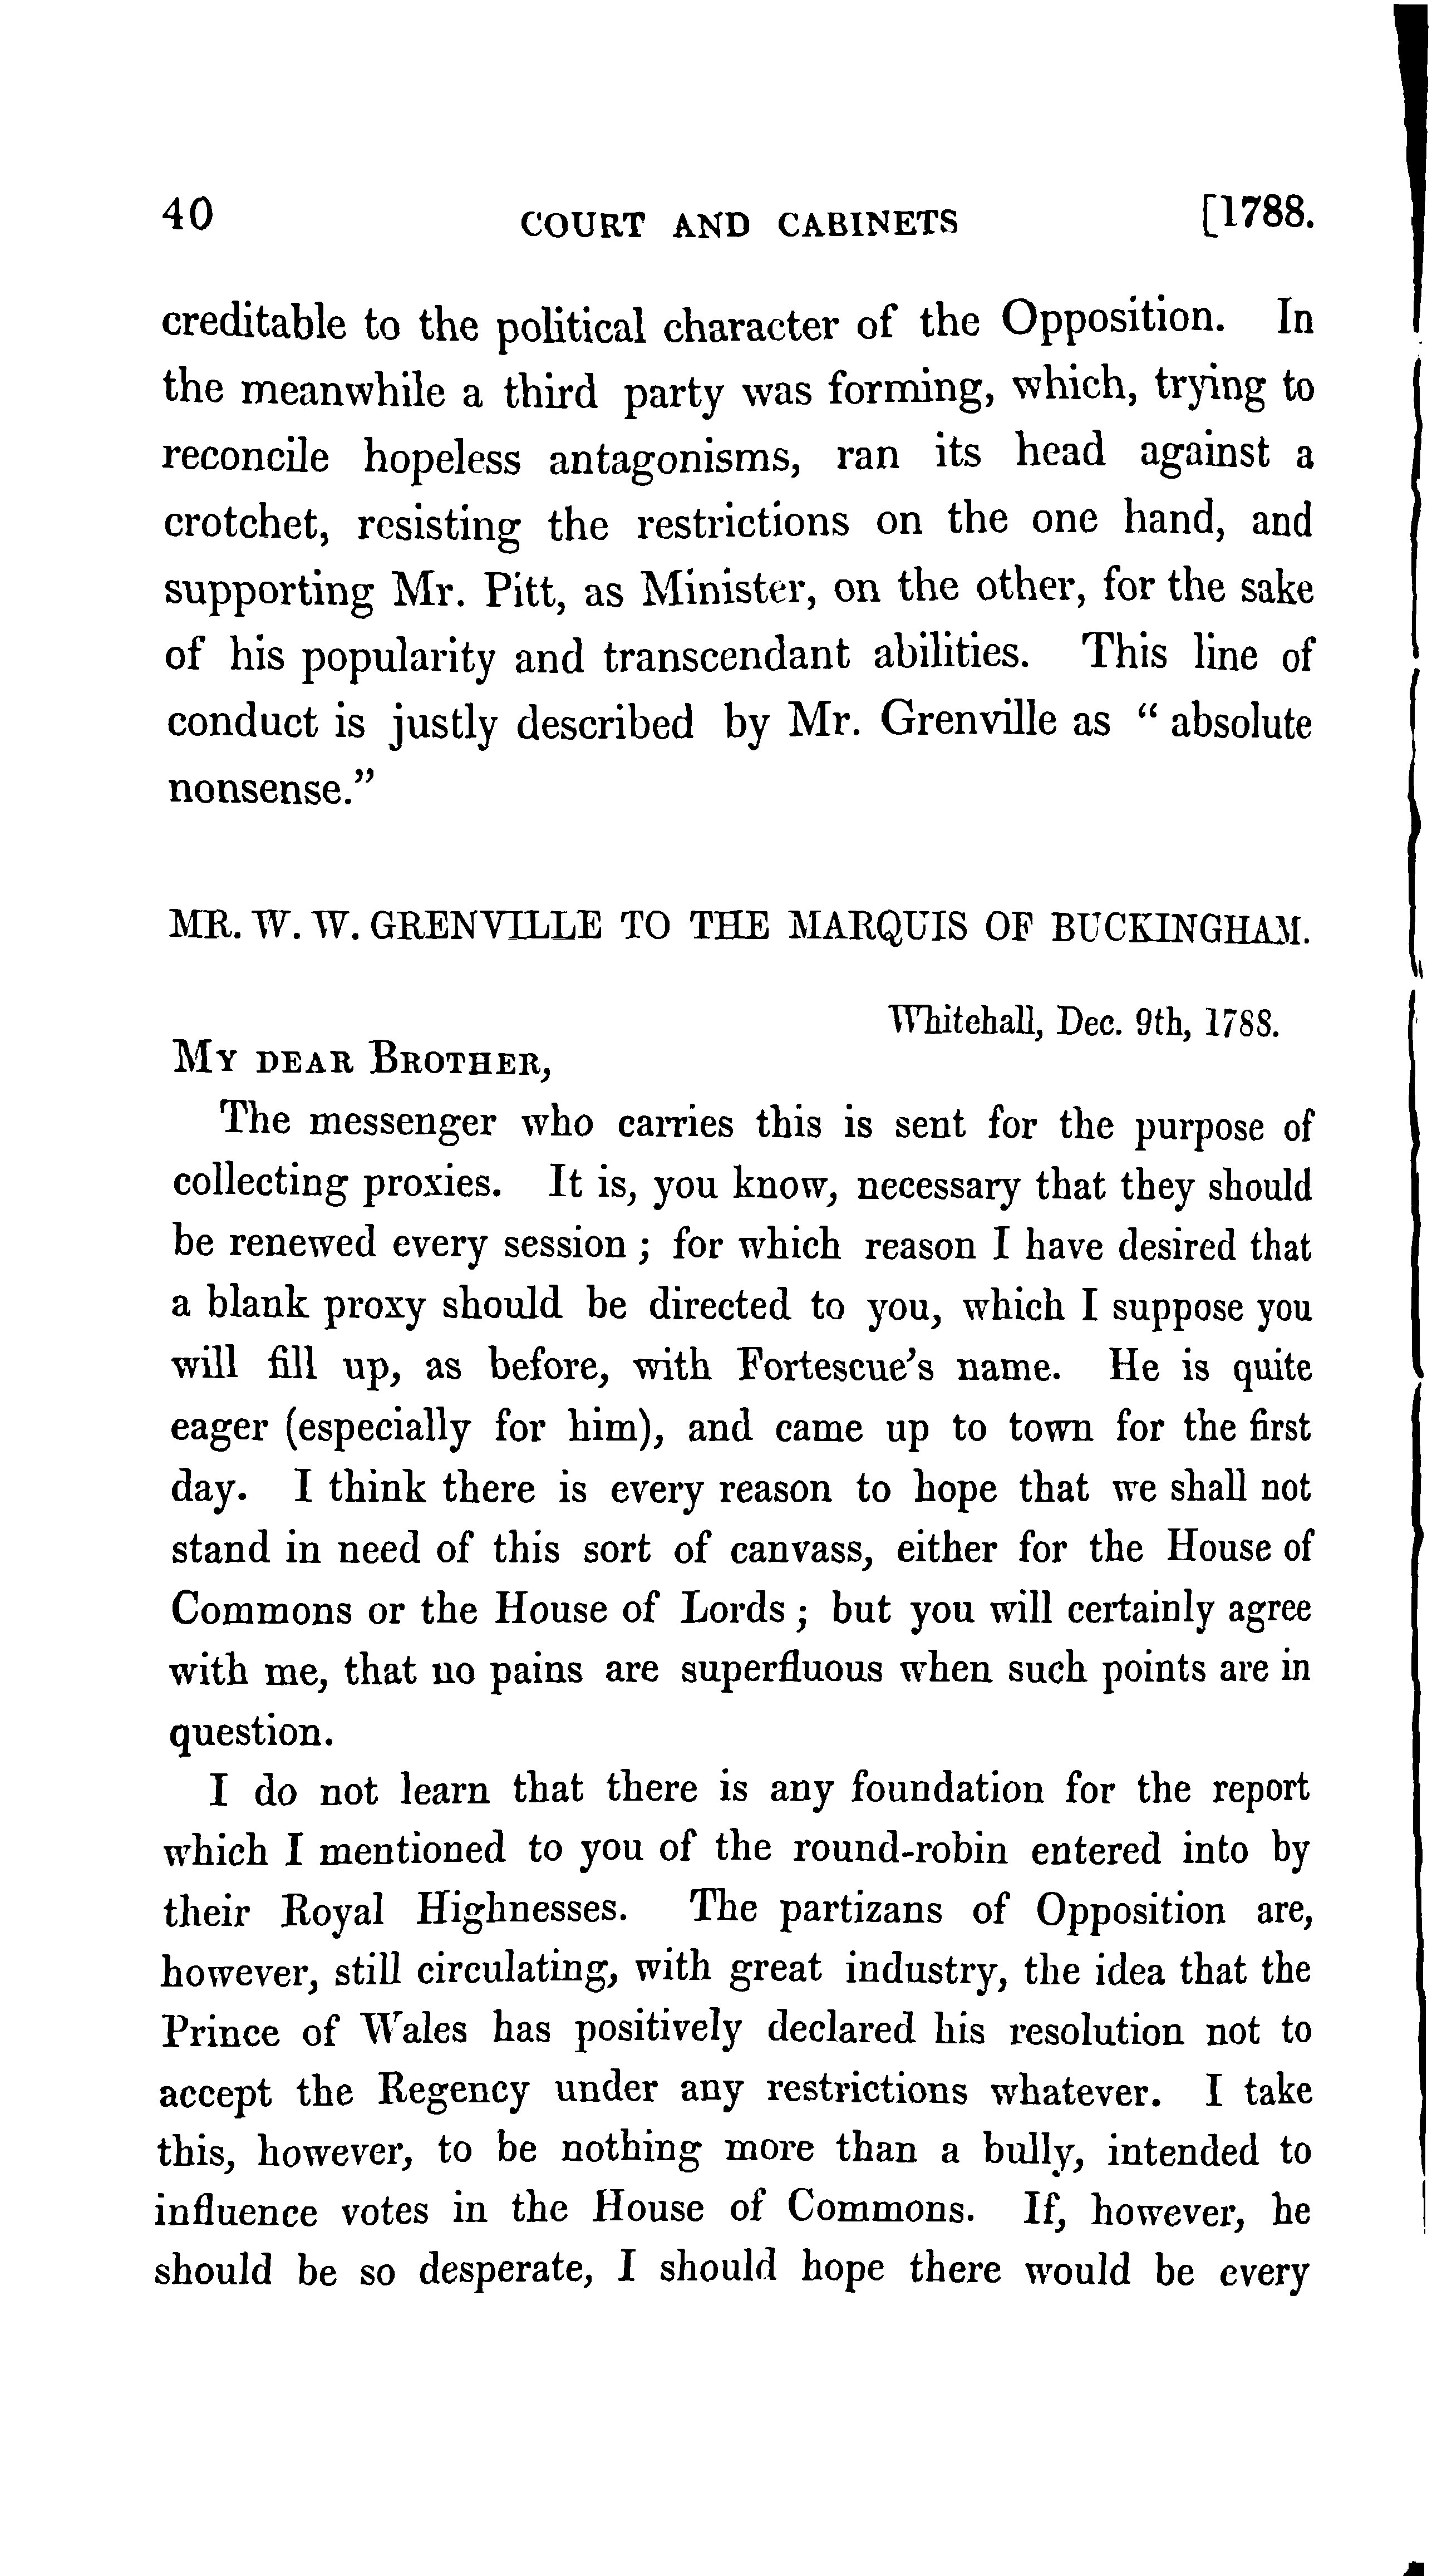 40 COURT AND CABINETS [1788.
creditable to the political character of the Opposition. In
the meanwhile a third party was forming, which, trying to
reconcile hopeless antagonisms, ran its head against a
crotchet, resisting the restrictions on the one hand, and
supporting Mr. Pitt, as Minister, on the other, for the sake
of his popularity and transcendant abilities. This line of
conduct is justly described by Mr. Grenville as " absolute
nonsense."
MR. W. W. GRENVILLE TO THE MARQUIS OF BUCKINGHAM.
Whitehall, Dec. 9th, 1788.
MY DEAR BROTHER,
The messenger who carries this is sent for the purpose of
collecting proxies. It is, you know, necessary that they should
be renewed every session ; for which reason I have desired that
a blank proxy should be directed to you, which I suppose you
will fill up, as before, with Fortescue's name. He is quite
eager (especially for him), and came up to town for the first
day. I think there is every reason to hope that we shall not
stand in need of this sort of canvass, either for the House of
Commons or the House of Lords ; but you will certainly agree
with me, that no pains are superfluous when such points are in
question.
I do not learn that there is any foundation for the report
which I mentioned to you of the round-robin entered into by
their Royal Highnesses. The partizans of Opposition are,
however, still circulating, with great industry, the idea that the
Prince of Wales has positively declared his resolution not to
accept the Regency under any restrictions whatever. I take
this, however, to be nothing more than a bully, intended to
influence votes in the House of Commons. If, however, he
should be so desperate, I should hope there would be every